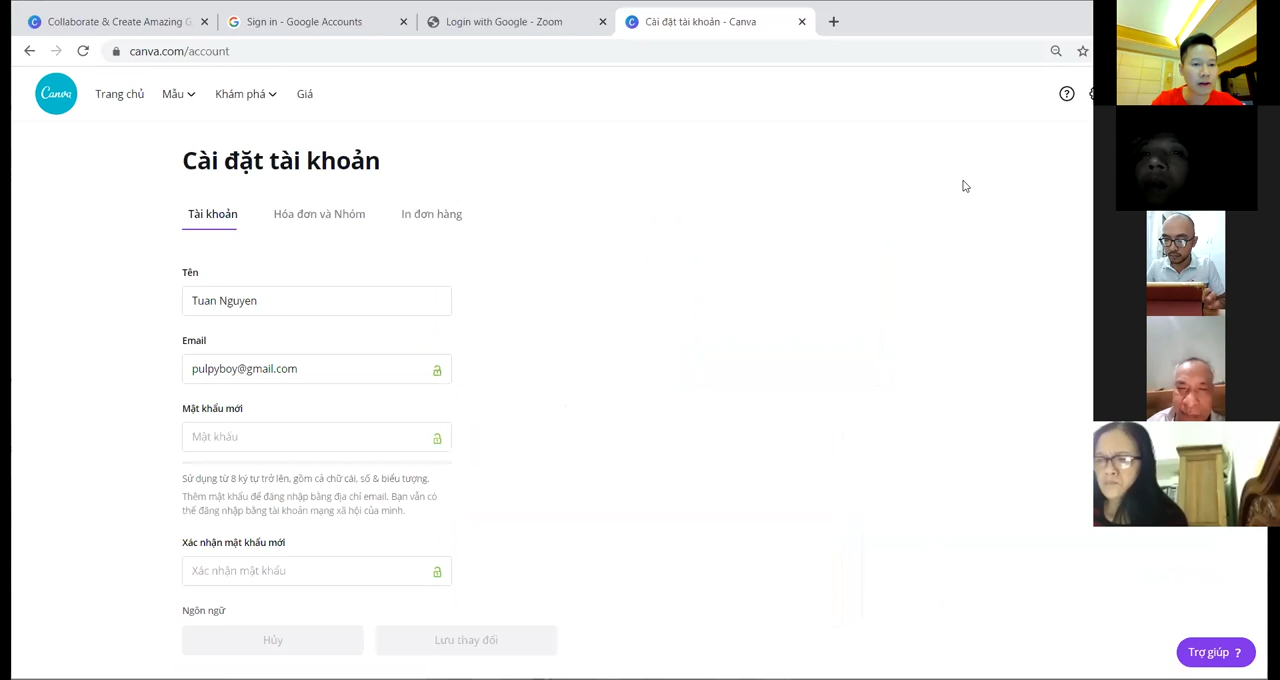 Collaborate & Create Amazing G
Sign in - Google Accounts
Login with Google - Zoom
Cài đặt tài khoản - Canva
canva.com/account
Canva
Trang chủ
Mẫu
Khám phá
Giá
Cài đặt tài khoản
Tài khoản
Hóa đơn và Nhóm
In đơn hàng
Tên
Tuan Nguyen
Email
pulpyboy@gmail.com
Mật khẩu mới
Mật khẩu
Sử dụng từ 8 ký tự trở lên, gồm cả chữ cái, số & biểu tượng.
Thêm mật khẩu để đăng nhập bằng địa chỉ email. Bạn vẫn có
thể đăng nhập bằng tài khoản mạng xã hội của mình.
Xác nhận mật khẩu mới
Xác nhận mật khẩu
Ngôn ngữ
Hủy
Lưu thay đổi
Trợ giúp ?